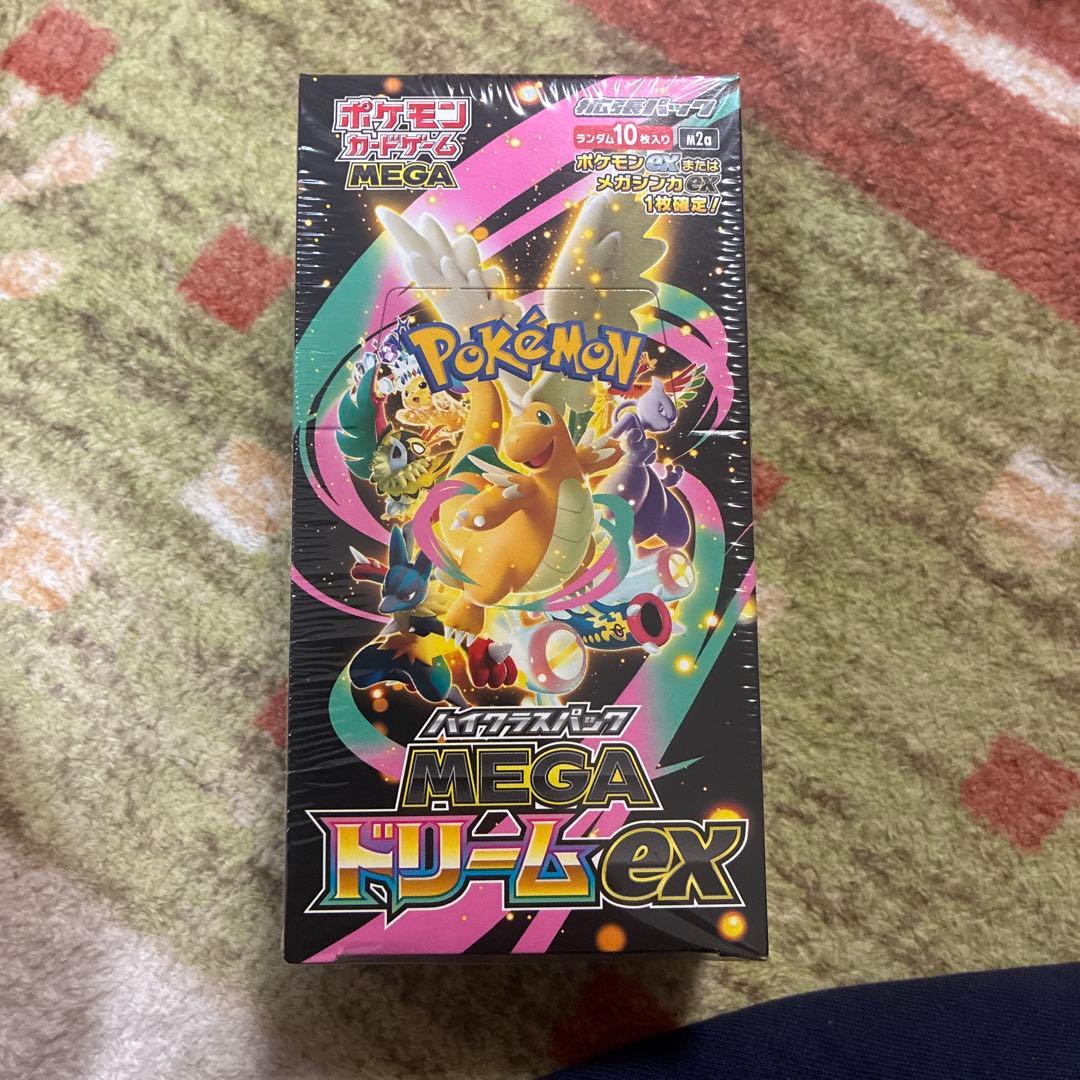 ポケモン
カードゲーム
MEGA
拡張パック
ランダム10枚入り
M2a
ポケモンexまたは
メガシンカex
1枚確定!
POKéMON
TM
ハイクラスパック
MEGA
ドリームex